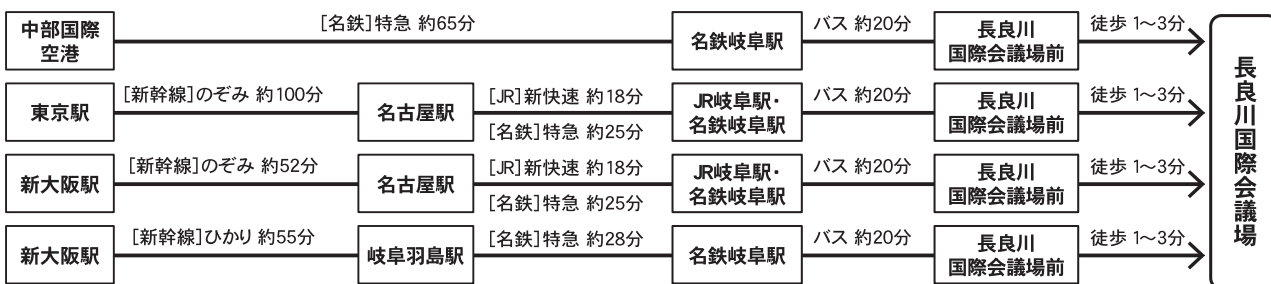 中部国際
空港
[名鉄]特急 約65分
名鉄岐阜駅
バス 約20分
長良川
国際会議場前
徒歩 1〜3分
東京駅
[新幹線]のぞみ 約100分
名古屋駅
[JR]新快速 約18分
[名鉄]特急 約25分
JR岐阜駅・
名鉄岐阜駅
バス 約20分
長良川
国際会議場前
徒歩 1〜3分
新大阪駅
[新幹線]のぞみ 約52分
名古屋駅
[JR]新快速 約18分
[名鉄]特急 約25分
JR岐阜駅・
名鉄岐阜駅
バス 約20分
長良川
国際会議場前
徒歩 1〜3分
新大阪駅
[新幹線]ひかり 約55分
岐阜羽島駅
[名鉄]特急 約28分
名鉄岐阜駅
バス 約20分
長良川
国際会議場前
徒歩 1〜3分
長良川国際会議場